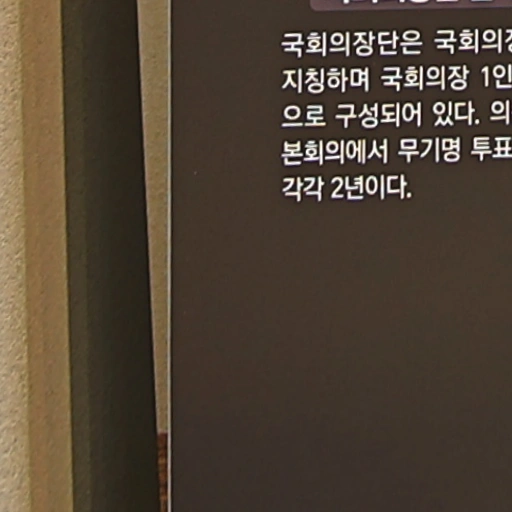 국회의장단은 국회의장
지칭하며 국회의장 1인
으로 구성되어 있다. 의
본회의에서 무기명 투표
각각 2년이다.